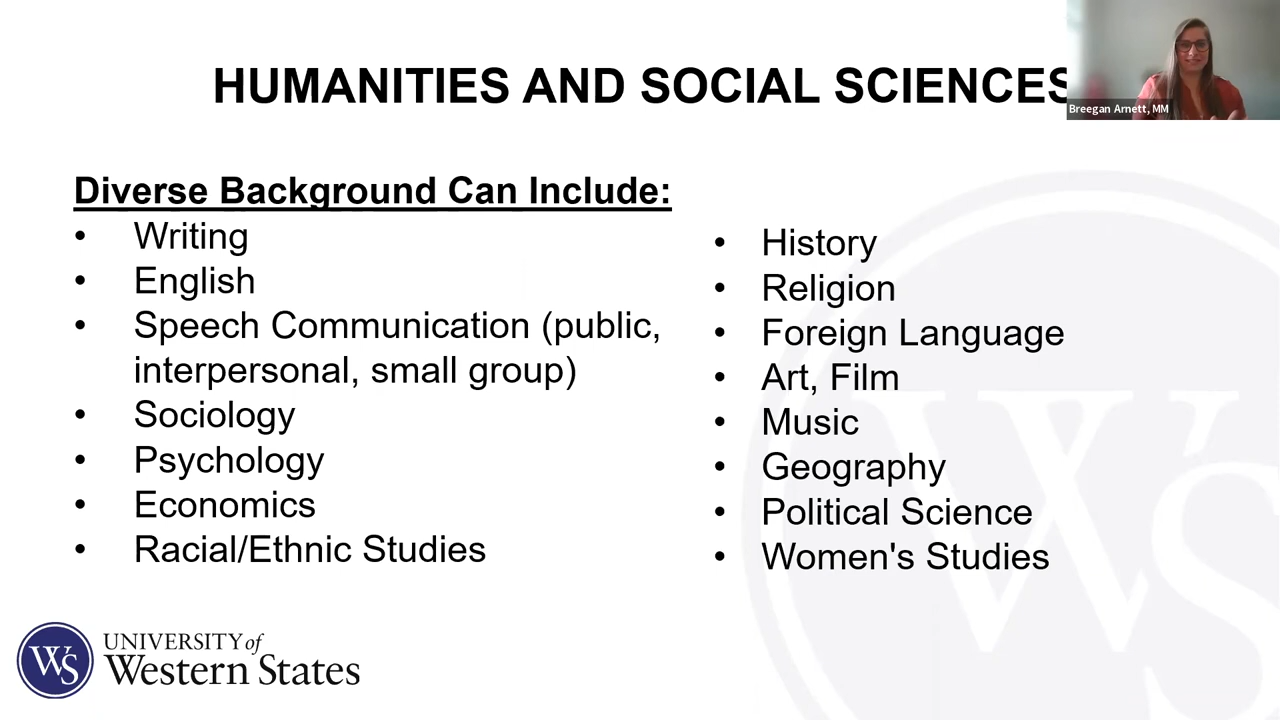 HUMANITIES AND SOCIAL SCIENCES
Breegan Arnett, MM
Diverse Background Can Include:
• Writing
• English
• Speech Communication (public,
interpersonal, small group)
• Sociology
• Psychology
• Economics
• Racial/Ethnic Studies
• History
• Religion
• Foreign Language
• Art, Film
• Music
• Geography
• Political Science
• Women's Studies
WS
UNIVERSITY of
Western States
WS